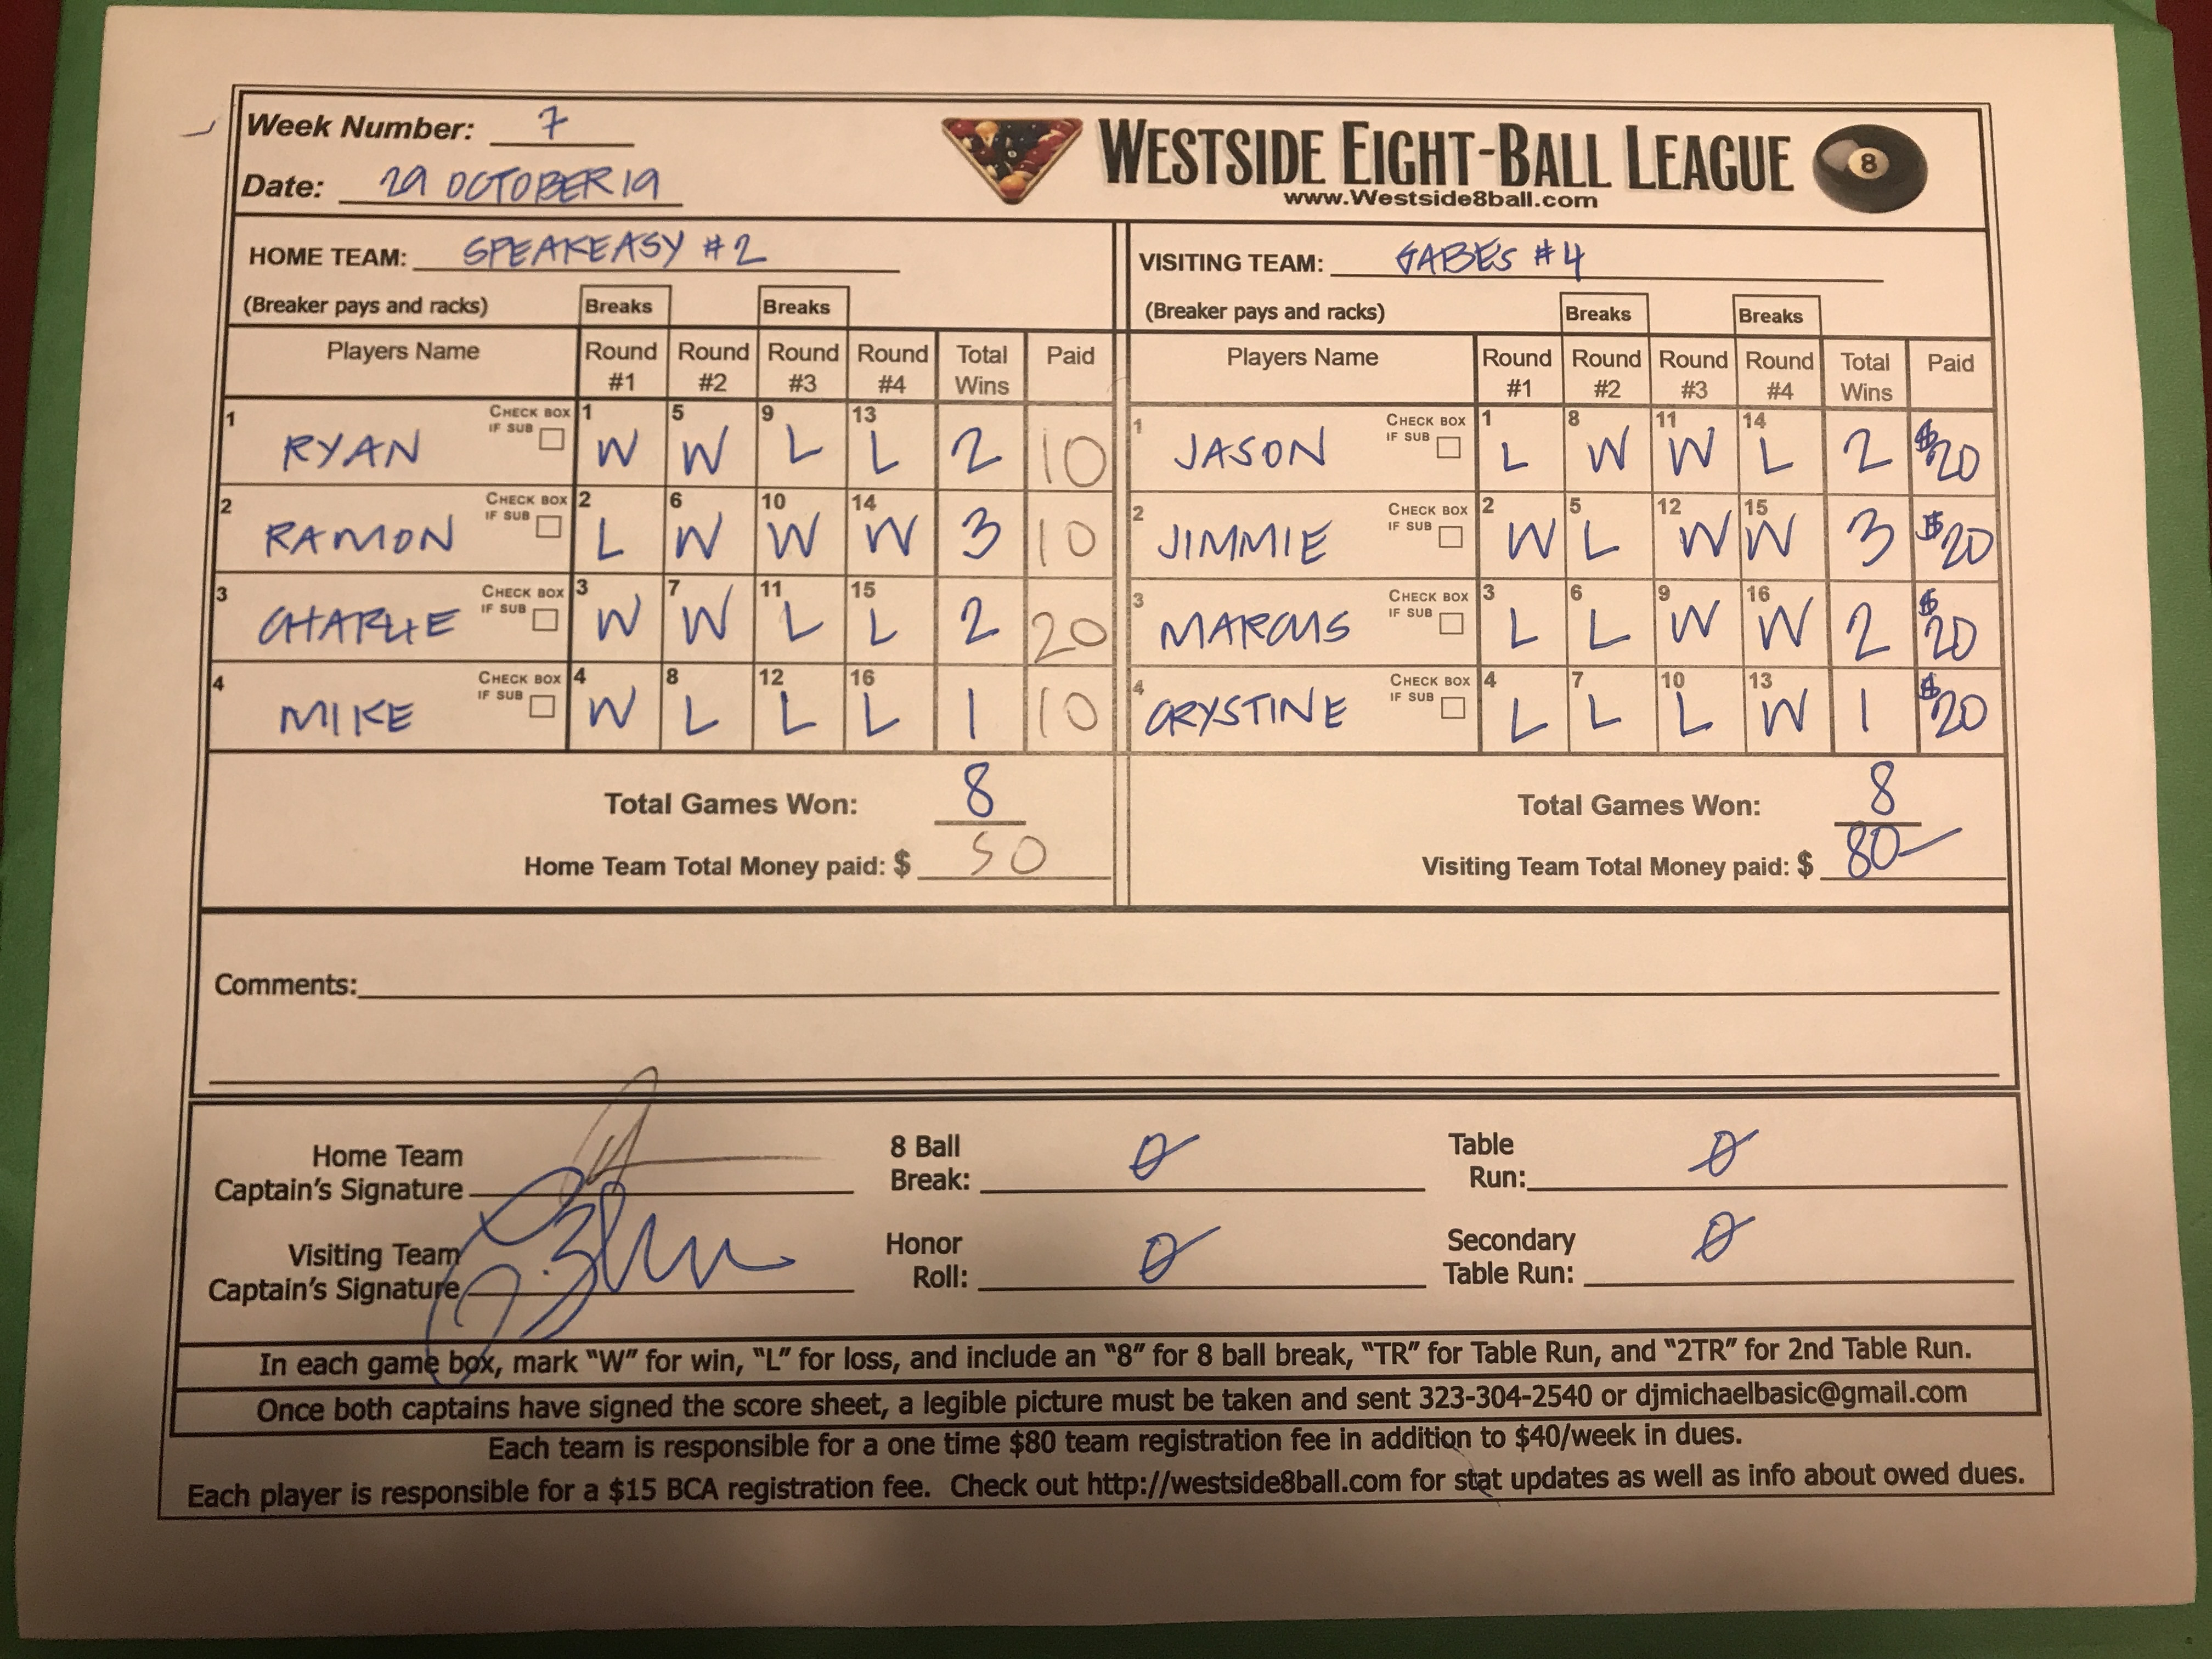 Week Number: 7
Date: 29 OCTOBER 19
WESTSIDE EIGHT-BALL LEAGUE
8
www.Westside8ball.com
HOME TEAM: SPEAKEASY #2
VISITING TEAM: GABES #4
(Breaker pays and racks) Breaks Breaks
(Breaker pays and racks) Breaks Breaks
Players Name Round #1 Round #2 Round #3 Round #4 Total Wins Paid
1 RYAN CHECK BOX IF SUB 1 W 5 W 9 L 13 L 2 10
2 RAMON CHECK BOX IF SUB 2 L 6 W 10 W 14 W 3 10
3 CHARLIE CHECK BOX IF SUB 3 W 7 W 11 L 15 L 2 20
4 MIKE CHECK BOX IF SUB 4 W 8 L 12 L 16 L 1 10
Total Games Won: 8
Home Team Total Money paid: $ 50
Players Name Round #1 Round #2 Round #3 Round #4 Total Wins Paid
1 JASON CHECK BOX IF SUB 1 L 8 W 11 W 14 L 2 $20
2 JIMMIE CHECK BOX IF SUB 2 W 5 L 12 W 15 W 3 $20
3 MARCUS CHECK BOX IF SUB 3 L 6 L 9 W 16 W 2 $20
4 CRYSTINE CHECK BOX IF SUB 4 L 7 L 10 L 13 W 1 $20
Total Games Won: 8
Visiting Team Total Money paid: $ 80
Comments:
Home Team Captain's Signature
8 Ball Break: 0
Table Run: 0
Visiting Team Captain's Signature
Honor Roll: 0
Secondary Table Run: 0
In each game box, mark "W" for win, "L" for loss, and include an "8" for 8 ball break, "TR" for Table Run, and "2TR" for 2nd Table Run.
Once both captains have signed the score sheet, a legible picture must be taken and sent 323-304-2540 or djmichaelbasic@gmail.com
Each team is responsible for a one time $80 team registration fee in addition to $40/week in dues.
Each player is responsible for a $15 BCA registration fee. Check out http://westside8ball.com for stat updates as well as info about owed dues.